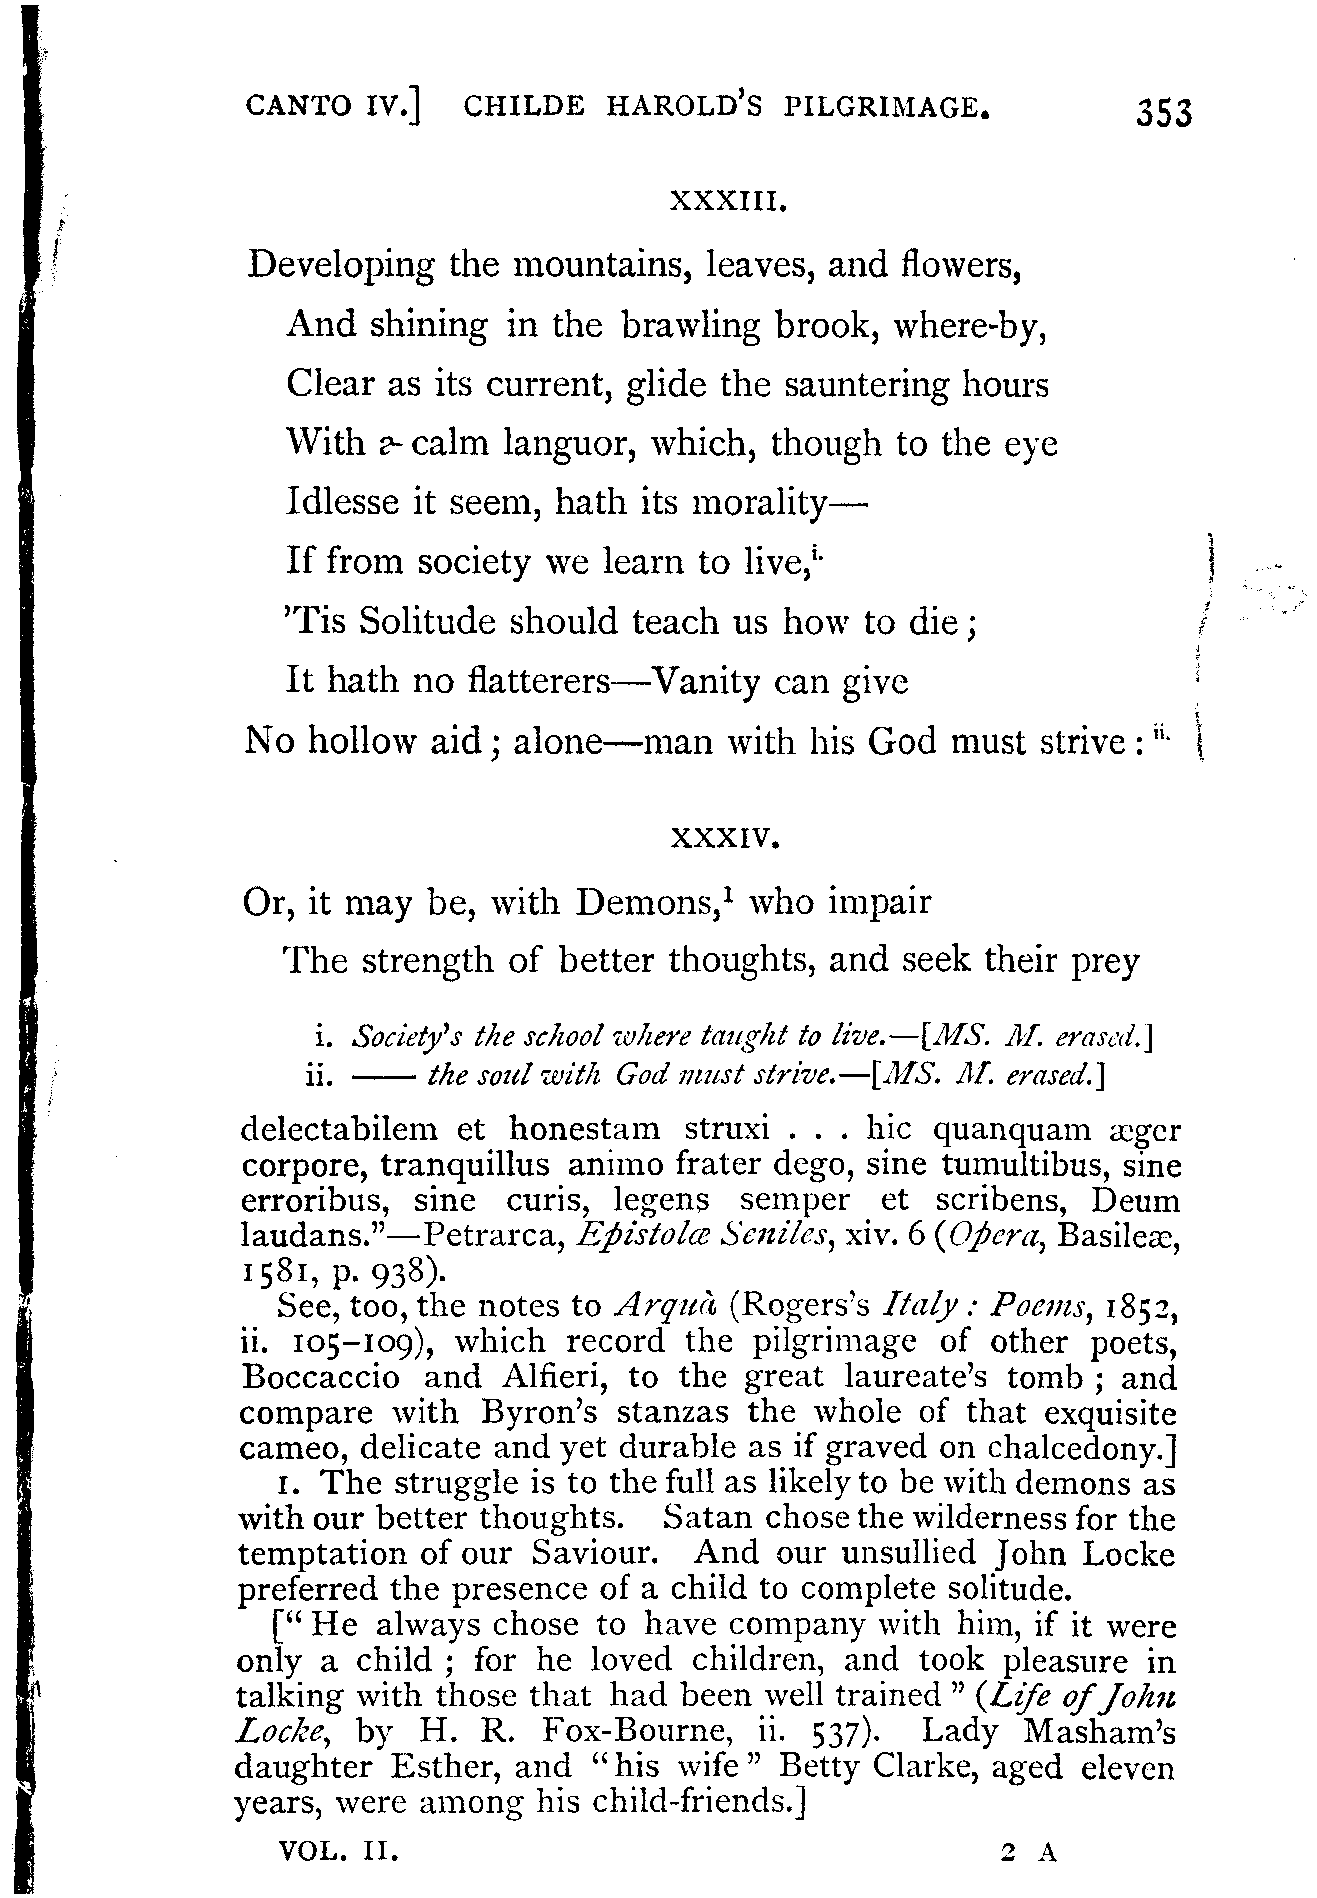 CANTO IV.] CHILDE HAROLD'S PILGRIMAGE. 353
XXXIII.
Developing the mountains, leaves, and flowers,
And shining in the brawling brook, where-by,
Clear as its current, glide the sauntering hours
With a calm languor, which, though to the eye
Idlesse it seem, hath its morality—
If from society we learn to live,i.
'Tis Solitude should teach us how to die;
It hath no flatterers—Vanity can give
No hollow aid; alone—man with his God must strive: ii.
XXXIV.
Or, it may be, with Demons,1 who impair
The strength of better thoughts, and seek their prey
i. Society's the school where taught to live.—[MS. M. erased.]
ii. —— the soul with God must strive.—[MS. M. erased.]
delectabilem et honestam struxi . . . hic quanquam æger
corpore, tranquillus animo frater dego, sine tumultibus, sine
erroribus, sine curis, legens semper et scribens, Deum
laudans."—Petrarca, Epistolæ Seniles, xiv. 6 (Opera, Basileæ,
1581, p. 938).
See, too, the notes to Arquà (Rogers's Italy: Poems, 1852,
ii. 105–109), which record the pilgrimage of other poets,
Boccaccio and Alfieri, to the great laureate's tomb; and
compare with Byron's stanzas the whole of that exquisite
cameo, delicate and yet durable as if graved on chalcedony.]
1. The struggle is to the full as likely to be with demons as
with our better thoughts. Satan chose the wilderness for the
temptation of our Saviour. And our unsullied John Locke
preferred the presence of a child to complete solitude.
["He always chose to have company with him, if it were
only a child; for he loved children, and took pleasure in
talking with those that had been well trained" (Life of John
Locke, by H. R. Fox-Bourne, ii. 537). Lady Masham's
daughter Esther, and "his wife" Betty Clarke, aged eleven
years, were among his child-friends.]
VOL. II. 2 A